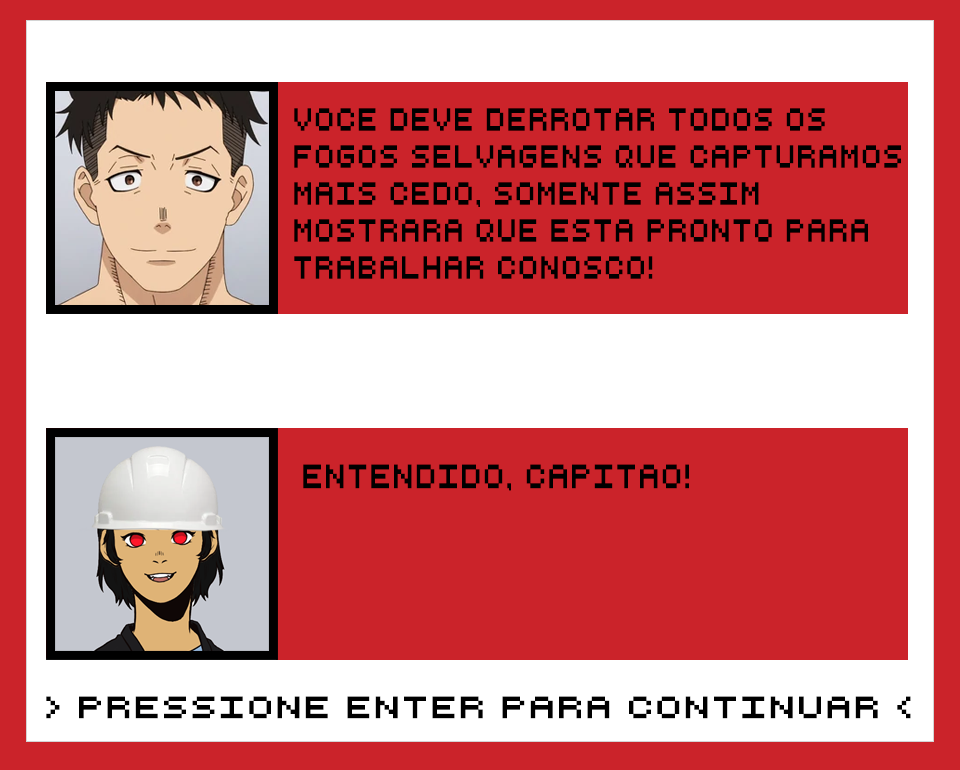 VOCE DEVE DERROTAR TODOS OS
FOGOS SELVAGENS QUE CAPTURAMOS
MAIS CEDO, SOMENTE ASSIM
MOSTRARA QUE ESTA PRONTO PARA
TRABALHAR CONOSCO!
ENTENDIDO, CAPITAO!
> PRESSIONE ENTER PARA CONTINUAR <